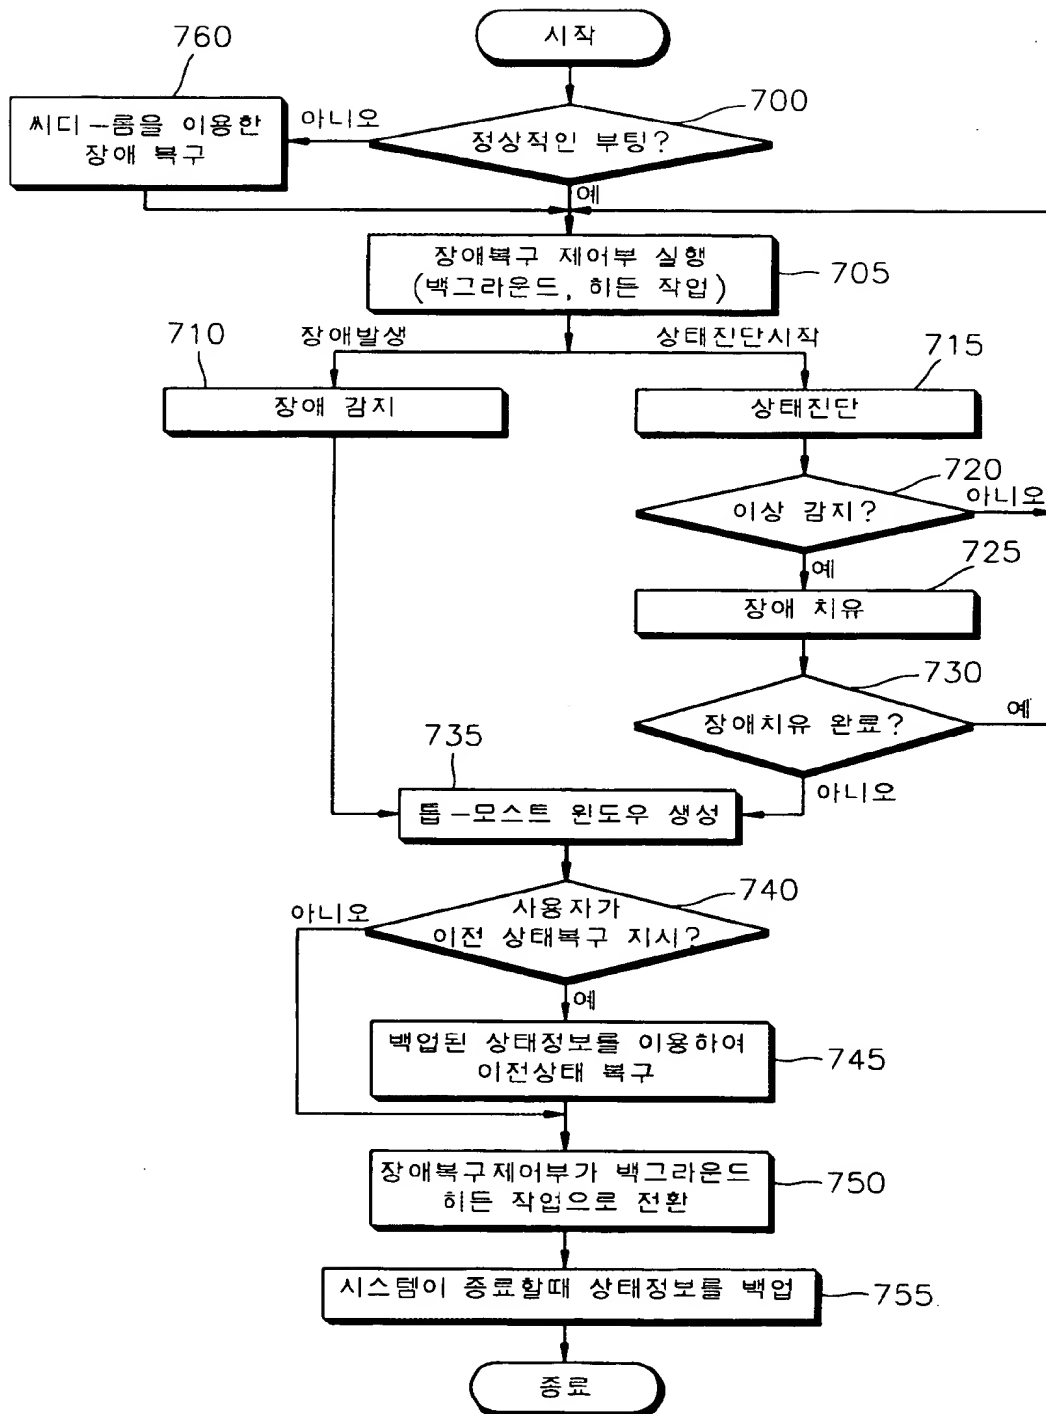 시작
760
700
씨디-롬을 이용한
장애 복구
아니오
정상적인 부팅?
예
장애복구 제어부 실행
(백그라운드, 히든 작업)
705
710
장애발생
상태진단시작
715
장애 감지
상태진단
720
이상 감지?
아니오
예
725
장애 치유
730
장애치유 완료?
예
735
아니오
톱-모스트 윈도우 생성
740
아니오
사용자가
이전 상태복구 지시?
예
백업된 상태정보를 이용하여
이전상태 복구
745
장애복구제어부가 백그라운드
히든 작업으로 전환
750
시스템이 종료할때 상태정보를 백업
755
종료